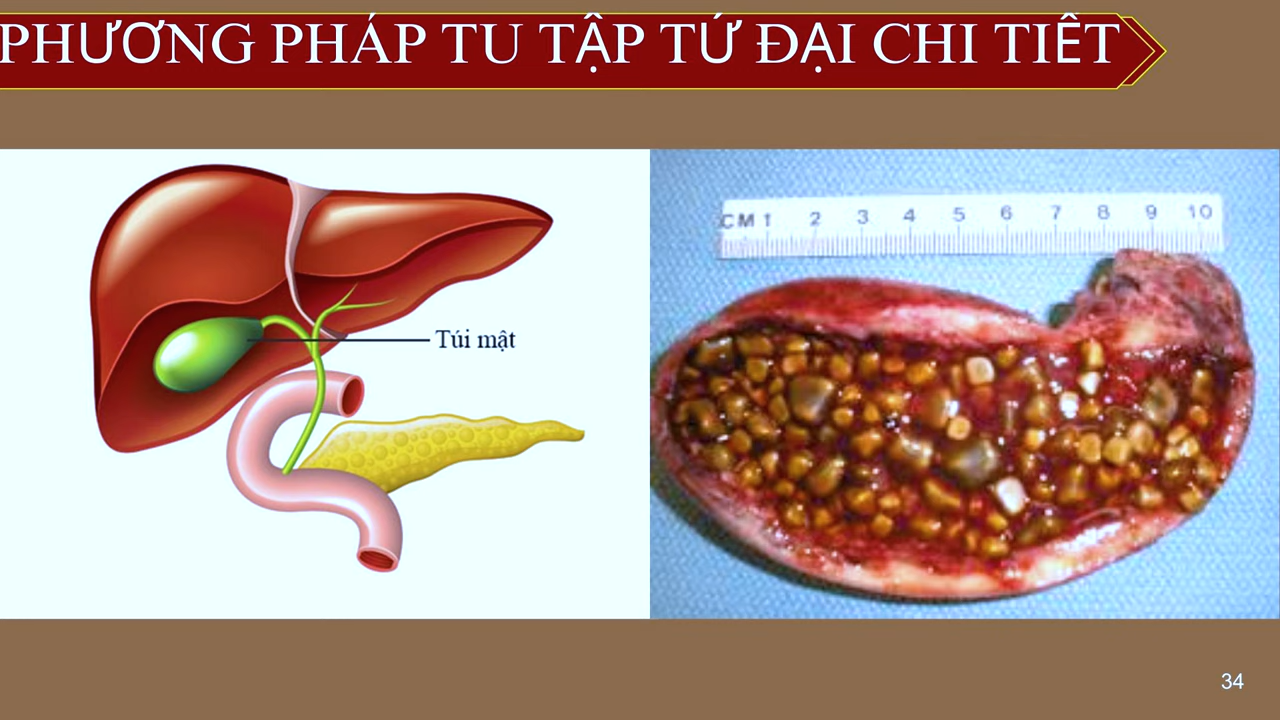 PHƯƠNG PHÁP TU TẬP TỨ ĐẠI CHI TIẾT
Túi mật
CM 1 2 3 4 5 6 7 8 9 10
34